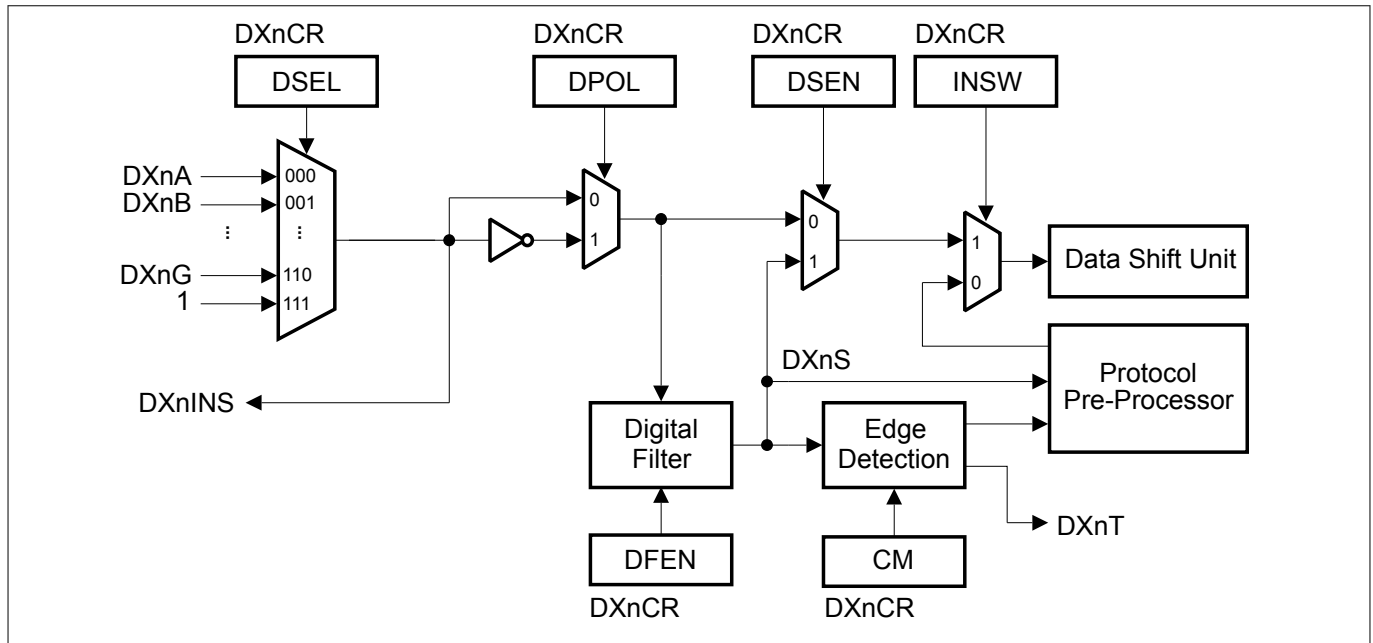 DXnCR DXnCR DXnCR DXnCR
DSEL DPOL DSEN INSW
DXnA 000
DXnB 001
0
0
1
1
Data Shift Unit
⋮ ⋮
DXnG 110
1 111
1
0
DXnS
Protocol
Pre-Processor
DXnINS
Digital
Filter
Edge
Detection
DXnT
DFEN CM
DXnCR DXnCR